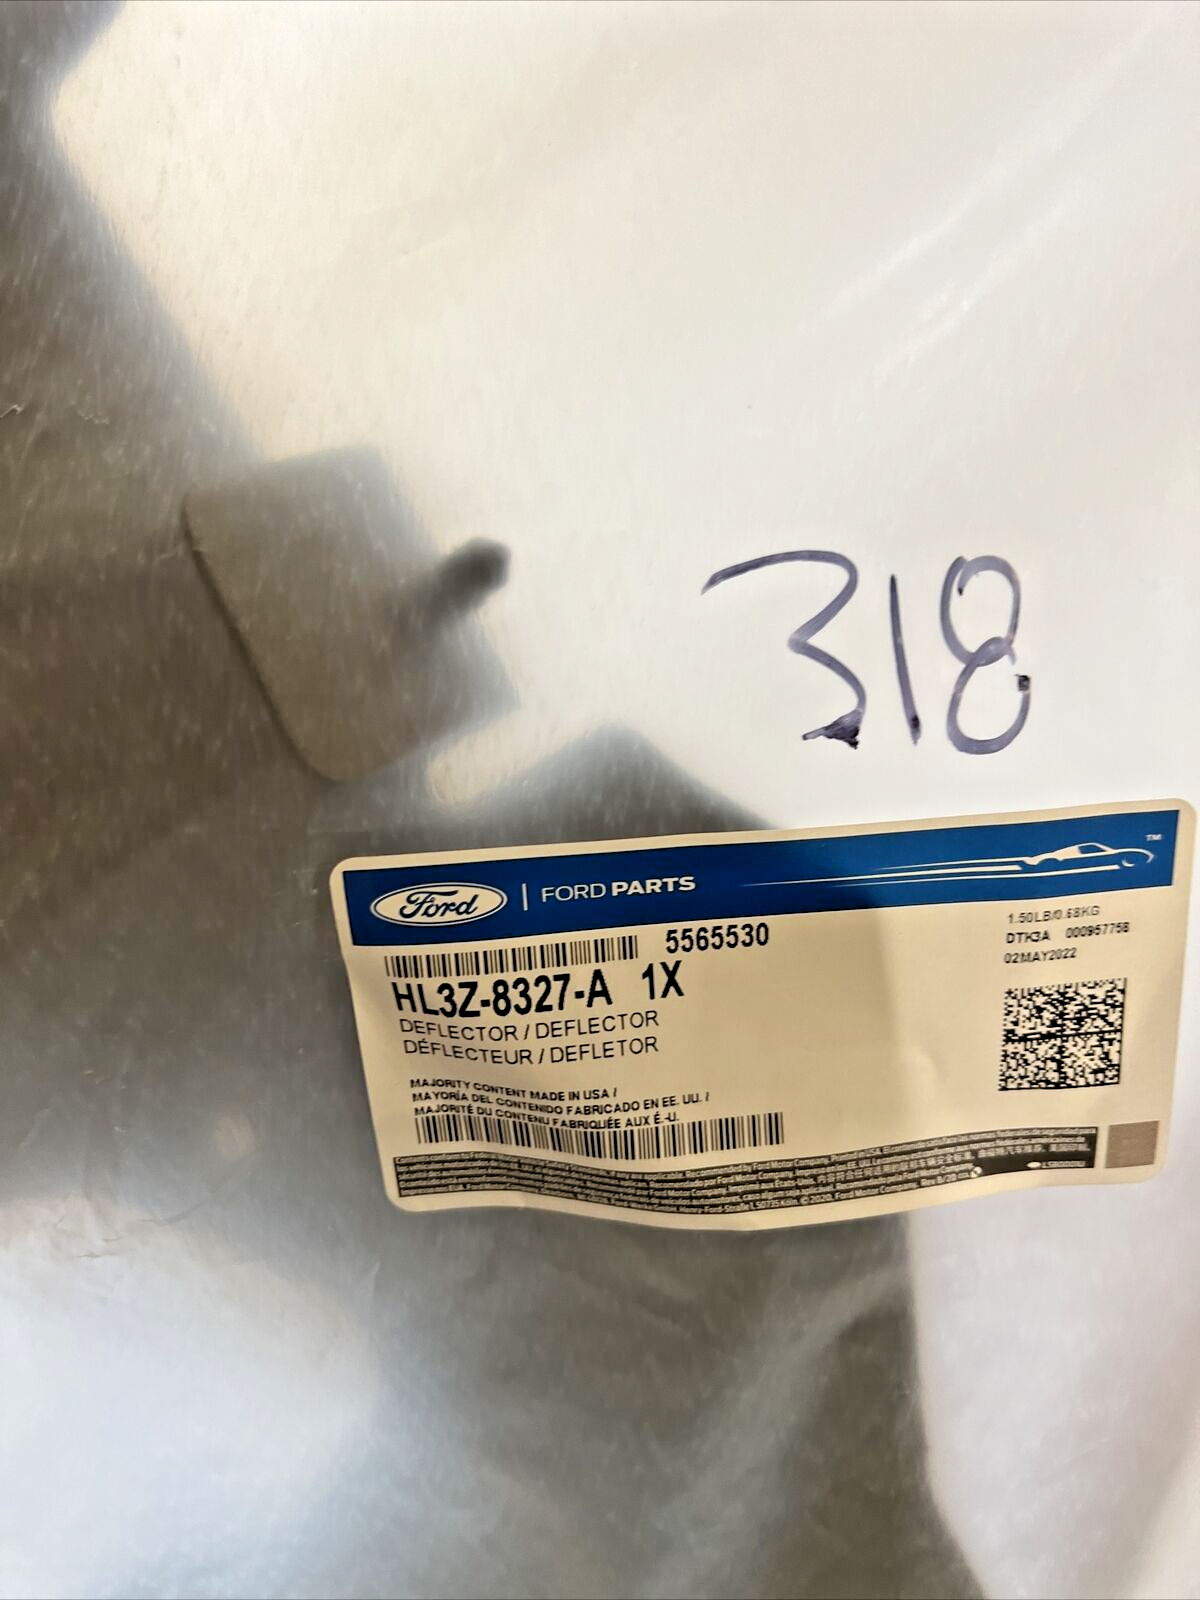 318
Ford | FORD PARTS
™
5565530
1.50LB/0.68KG
DTK3A 000957758
02MAY2022
HL3Z-8327-A 1X
DEFLECTOR / DEFLECTOR
DÉFLECTEUR / DEFLETOR
MAJORITY CONTENT MADE IN USA /
MAYORÍA DEL CONTENIDO FABRICADO EN EE. UU. /
MAJORITÉ DU CONTENU FABRIQUÉE AUX É.-U.